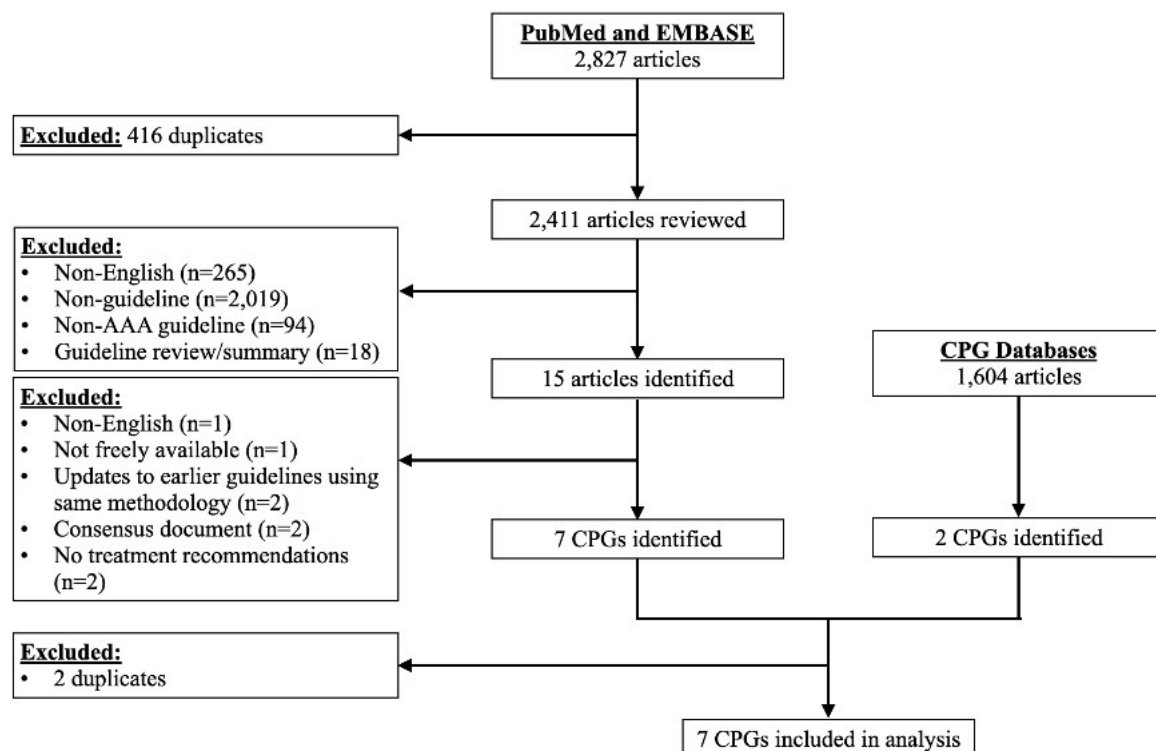 PubMed and EMBASE
2,827 articles
Excluded: 416 duplicates
2,411 articles reviewed
Excluded:
• Non-English (n=265)
• Non-guideline (n=2,019)
• Non-AAA guideline (n=94)
• Guideline review/summary (n=18)
15 articles identified
CPG Databases
1,604 articles
Excluded:
• Non-English (n=1)
• Not freely available (n=1)
• Updates to earlier guidelines using
same methodology (n=2)
• Consensus document (n=2)
• No treatment recommendations
(n=2)
7 CPGs identified
2 CPGs identified
Excluded:
• 2 duplicates
7 CPGs included in analysis